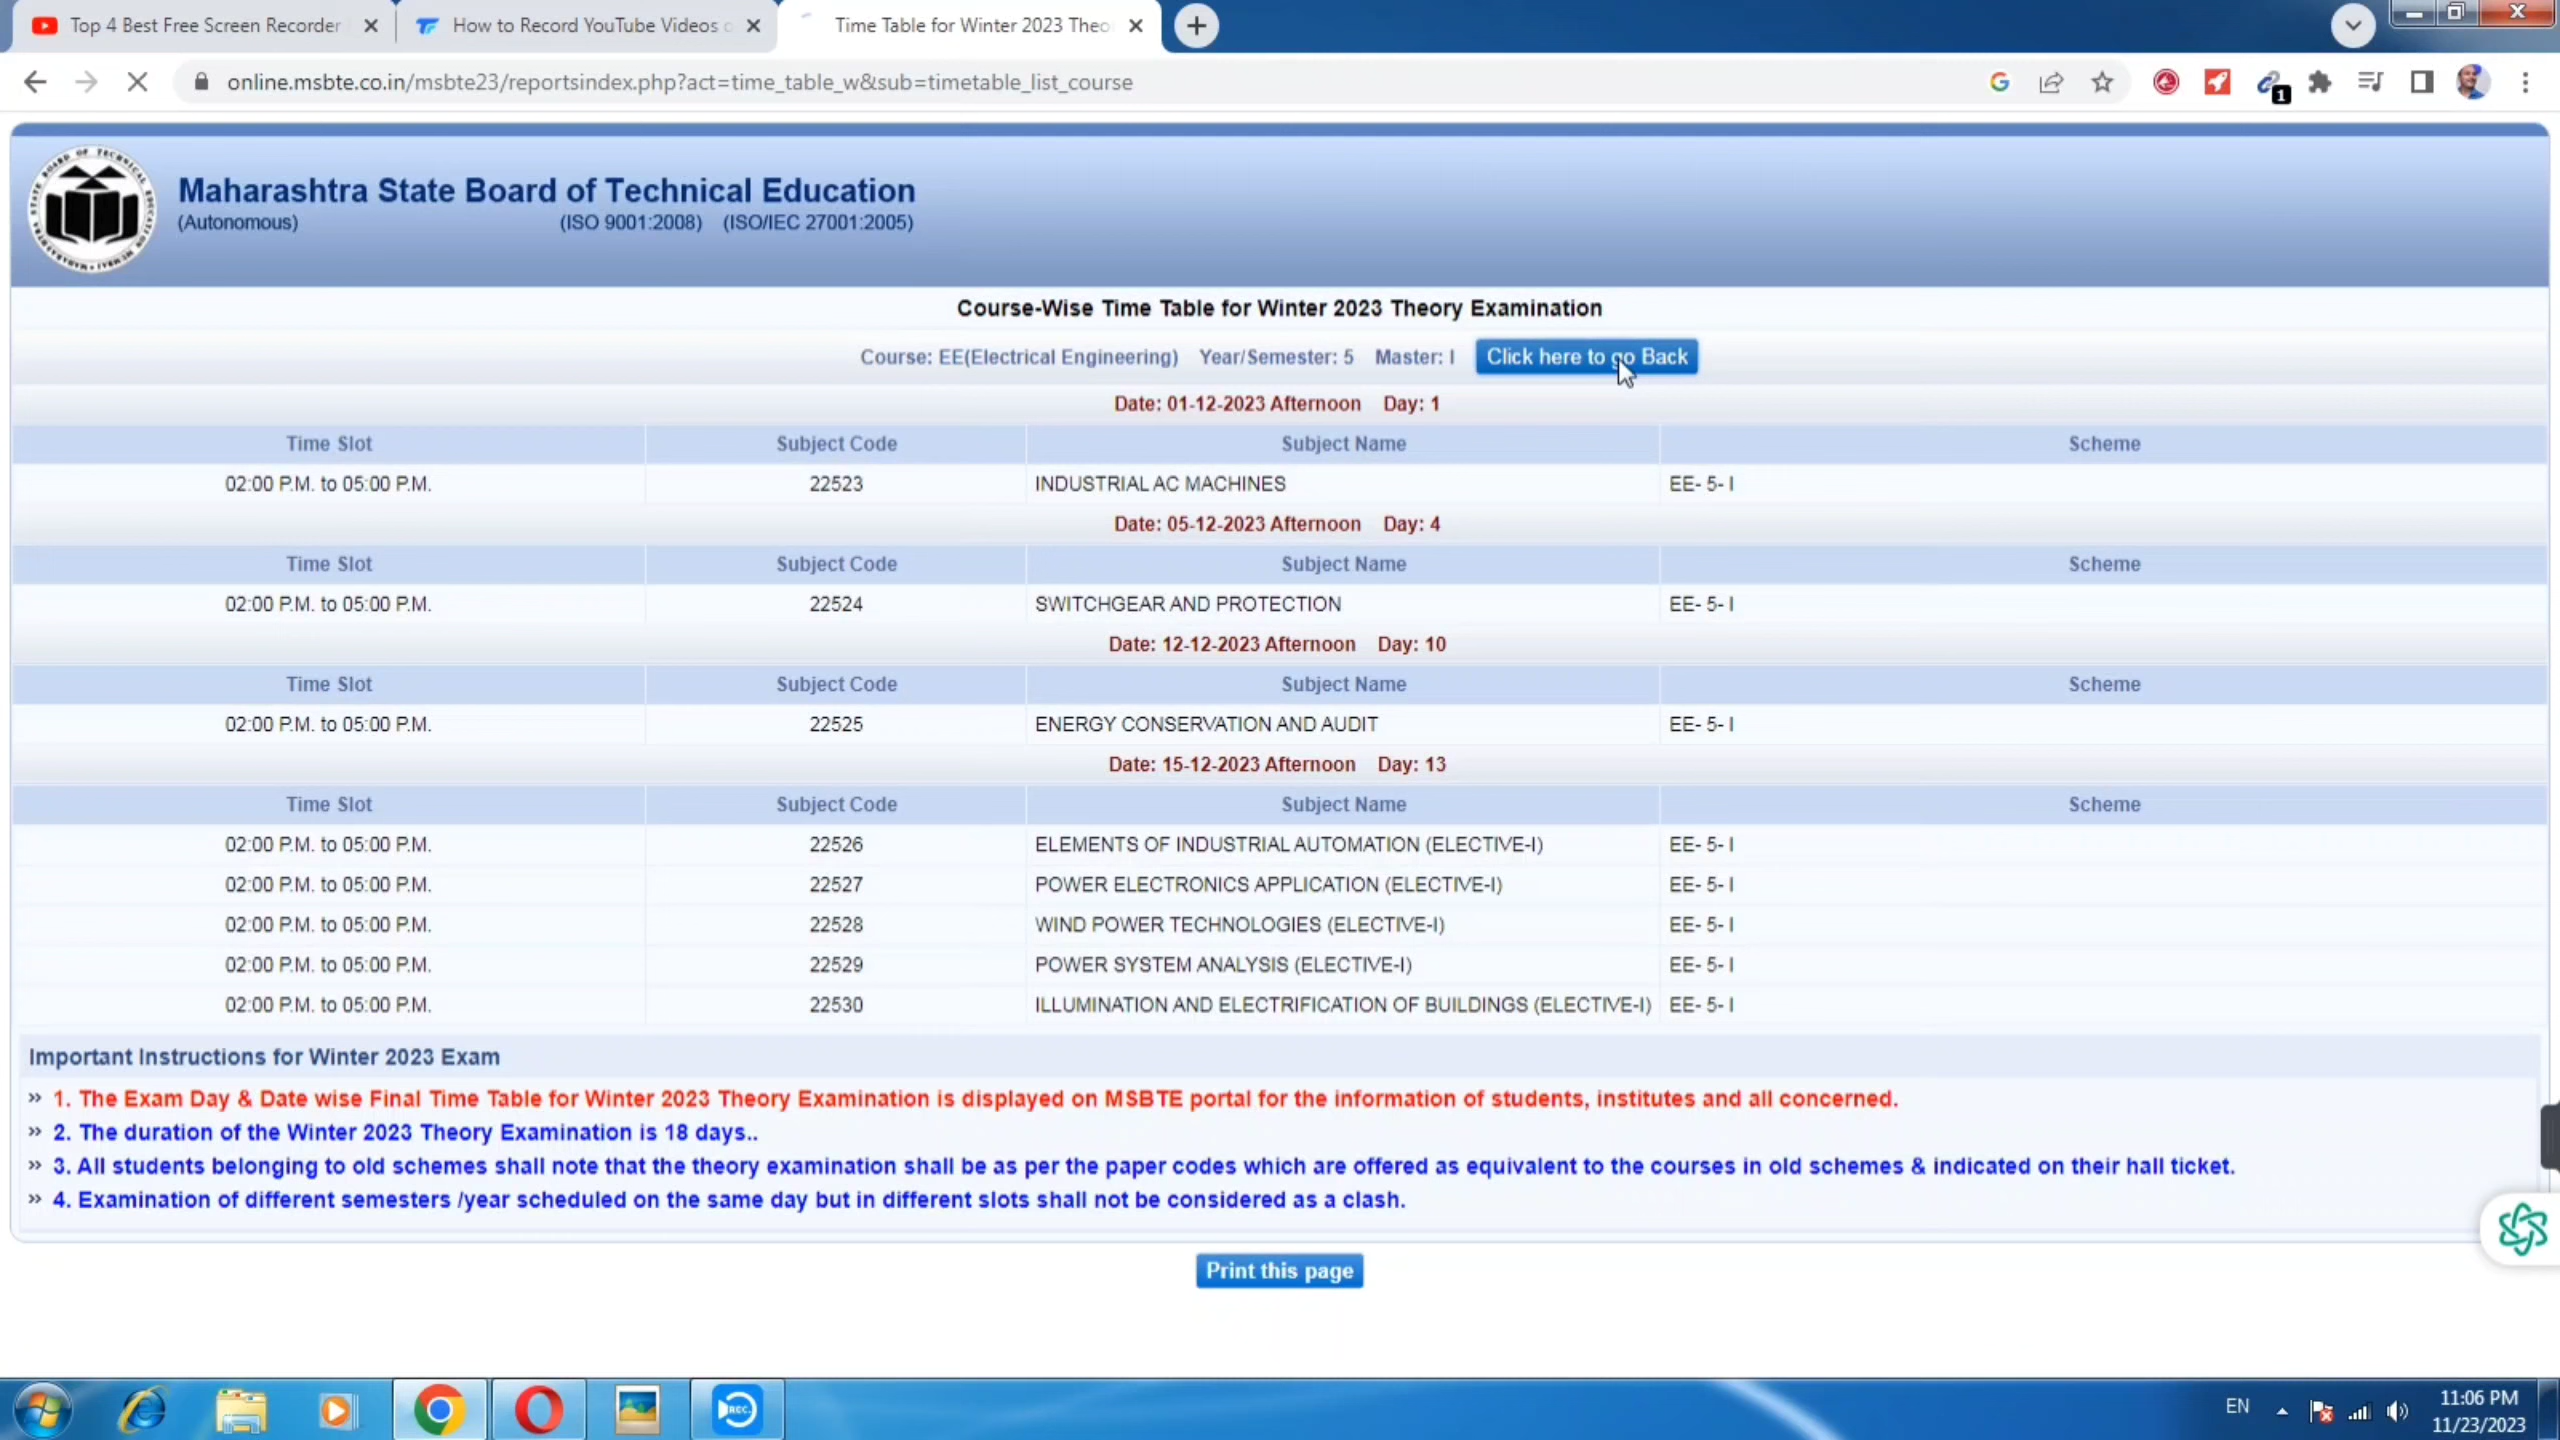 Top 4 Best Free Screen Recorder
How to Record YouTube Videos o
Time Table for Winter 2023 Theo
online.msbte.co.in/msbte23/reportsindex.php?act=time_table_w&sub=timetable_list_course
1
Maharashtra State Board of Technical Education
(Autonomous) (ISO 9001:2008) (ISO/IEC 27001:2005)
Course-Wise Time Table for Winter 2023 Theory Examination
Course: EE(Electrical Engineering) Year/Semester: 5 Master: I Click here to go Back
Date: 01-12-2023 Afternoon Day: 1
Time Slot Subject Code Subject Name Scheme
02:00 P.M. to 05:00 P.M. 22523 INDUSTRIAL AC MACHINES EE- 5- I
Date: 05-12-2023 Afternoon Day: 4
Time Slot Subject Code Subject Name Scheme
02:00 P.M. to 05:00 P.M. 22524 SWITCHGEAR AND PROTECTION EE- 5- I
Date: 12-12-2023 Afternoon Day: 10
Time Slot Subject Code Subject Name Scheme
02:00 P.M. to 05:00 P.M. 22525 ENERGY CONSERVATION AND AUDIT EE- 5- I
Date: 15-12-2023 Afternoon Day: 13
Time Slot Subject Code Subject Name Scheme
02:00 P.M. to 05:00 P.M. 22526 ELEMENTS OF INDUSTRIAL AUTOMATION (ELECTIVE-I) EE- 5- I
02:00 P.M. to 05:00 P.M. 22527 POWER ELECTRONICS APPLICATION (ELECTIVE-I) EE- 5- I
02:00 P.M. to 05:00 P.M. 22528 WIND POWER TECHNOLOGIES (ELECTIVE-I) EE- 5- I
02:00 P.M. to 05:00 P.M. 22529 POWER SYSTEM ANALYSIS (ELECTIVE-I) EE- 5- I
02:00 P.M. to 05:00 P.M. 22530 ILLUMINATION AND ELECTRIFICATION OF BUILDINGS (ELECTIVE-I) EE- 5- I
Important Instructions for Winter 2023 Exam
» 1. The Exam Day & Date wise Final Time Table for Winter 2023 Theory Examination is displayed on MSBTE portal for the information of students, institutes and all concerned.
» 2. The duration of the Winter 2023 Theory Examination is 18 days..
» 3. All students belonging to old schemes shall note that the theory examination shall be as per the paper codes which are offered as equivalent to the courses in old schemes & indicated on their hall ticket.
» 4. Examination of different semesters /year scheduled on the same day but in different slots shall not be considered as a clash.
Print this page
REC.
EN
11:06 PM
11/23/2023